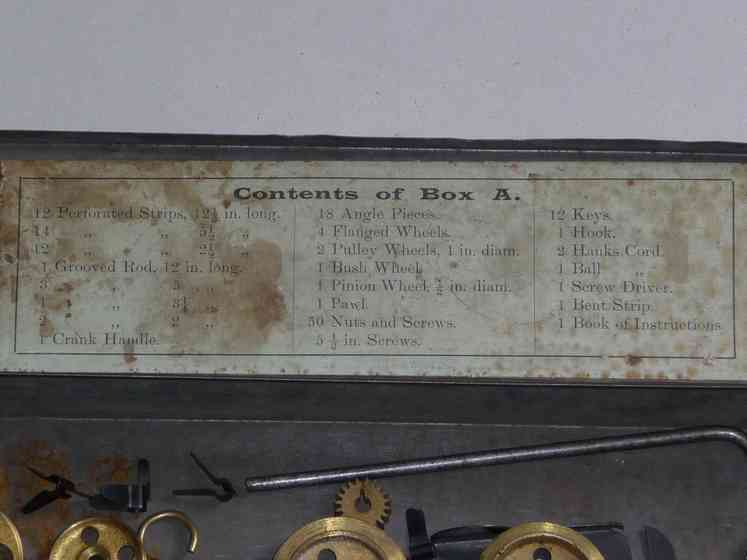 Contents of Box A.
12 Perforated Strips, 12½ in. long.
14 „ „ 5½ „ „
12 „ „ 2½ „ „
1 Grooved Rod, 12 in. long.
3 „ 5 „ „
1 „ 3½ „
2 „ 2 „
1 Crank Handle.
18 Angle Pieces.
4 Flanged Wheels.
2 Pulley Wheels, 1 in. diam.
1 Bush Wheel
1 Pinion Wheel, in. diam.
1 Pawl.
50 Nuts and Screws.
5 in. Screws.
12 Keys.
1 Hook.
2 Hanks Cord.
1 Ball „
1 Screw Driver.
1 Bent Strip.
1 Book of Instructions.